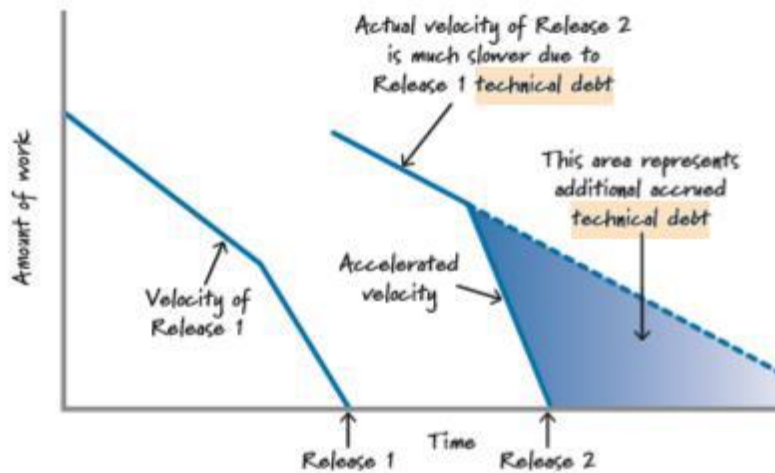 Actual velocity of Release 2
is much slower due to
Release 1 technical debt
This area represents
additional accrued
technical debt
Amount of work
Velocity of
Release 1
Accelerated
velocity
Release 1
Time
Release 2